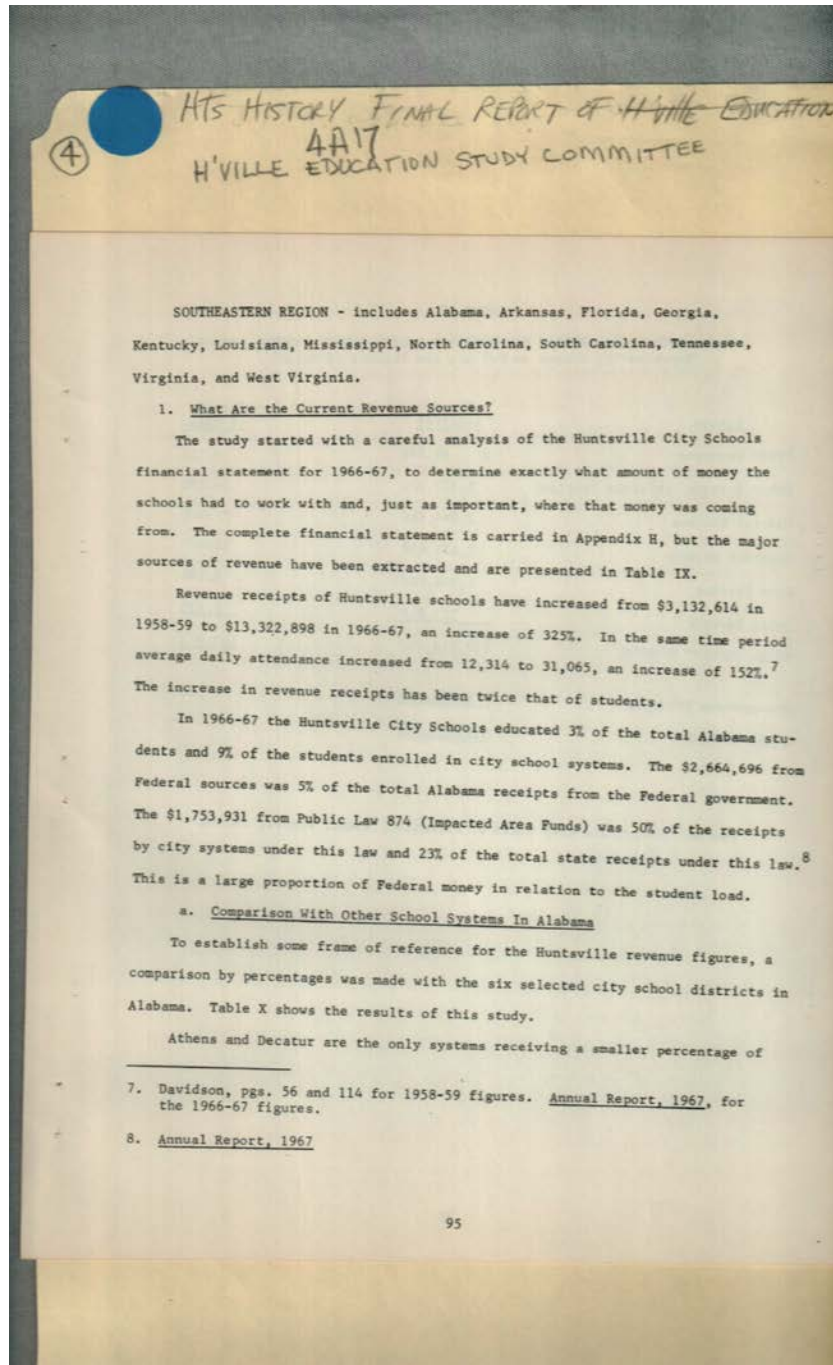 HTS HISTORY FINAL REPORT OF H'VILLE EDUCATION
4A17
④
H'VILLE EDUCATION STUDY COMMITTEE
SOUTHEASTERN REGION - includes Alabama, Arkansas, Florida, Georgia,
Kentucky, Louisiana, Mississippi, North Carolina, South Carolina, Tennessee,
Virginia, and West Virginia.
1. What Are the Current Revenue Sources?
The study started with a careful analysis of the Huntsville City Schools
financial statement for 1966-67, to determine exactly what amount of money the
schools had to work with and, just as important, where that money was coming
from. The complete financial statement is carried in Appendix H, but the major
sources of revenue have been extracted and are presented in Table IX.
Revenue receipts of Huntsville schools have increased from $3,132,614 in
1958-59 to $13,322,898 in 1966-67, an increase of 325%. In the same time period
average daily attendance increased from 12,314 to 31,065, an increase of 152%.7
The increase in revenue receipts has been twice that of students.
In 1966-67 the Huntsville City Schools educated 3% of the total Alabama stu-
dents and 9% of the students enrolled in city school systems. The $2,664,696 from
Federal sources was 5% of the total Alabama receipts from the Federal government.
The $1,753,931 from Public Law 874 (Impacted Area Funds) was 50% of the receipts
by city systems under this law and 23% of the total state receipts under this law.8
This is a large proportion of Federal money in relation to the student load.
a. Comparison With Other School Systems In Alabama
To establish some frame of reference for the Huntsville revenue figures, a
comparison by percentages was made with the six selected city school districts in
Alabama. Table X shows the results of this study.
Athens and Decatur are the only systems receiving a smaller percentage of
7. Davidson, pgs. 56 and 114 for 1958-59 figures. Annual Report, 1967, for
the 1966-67 figures.
8. Annual Report, 1967
95